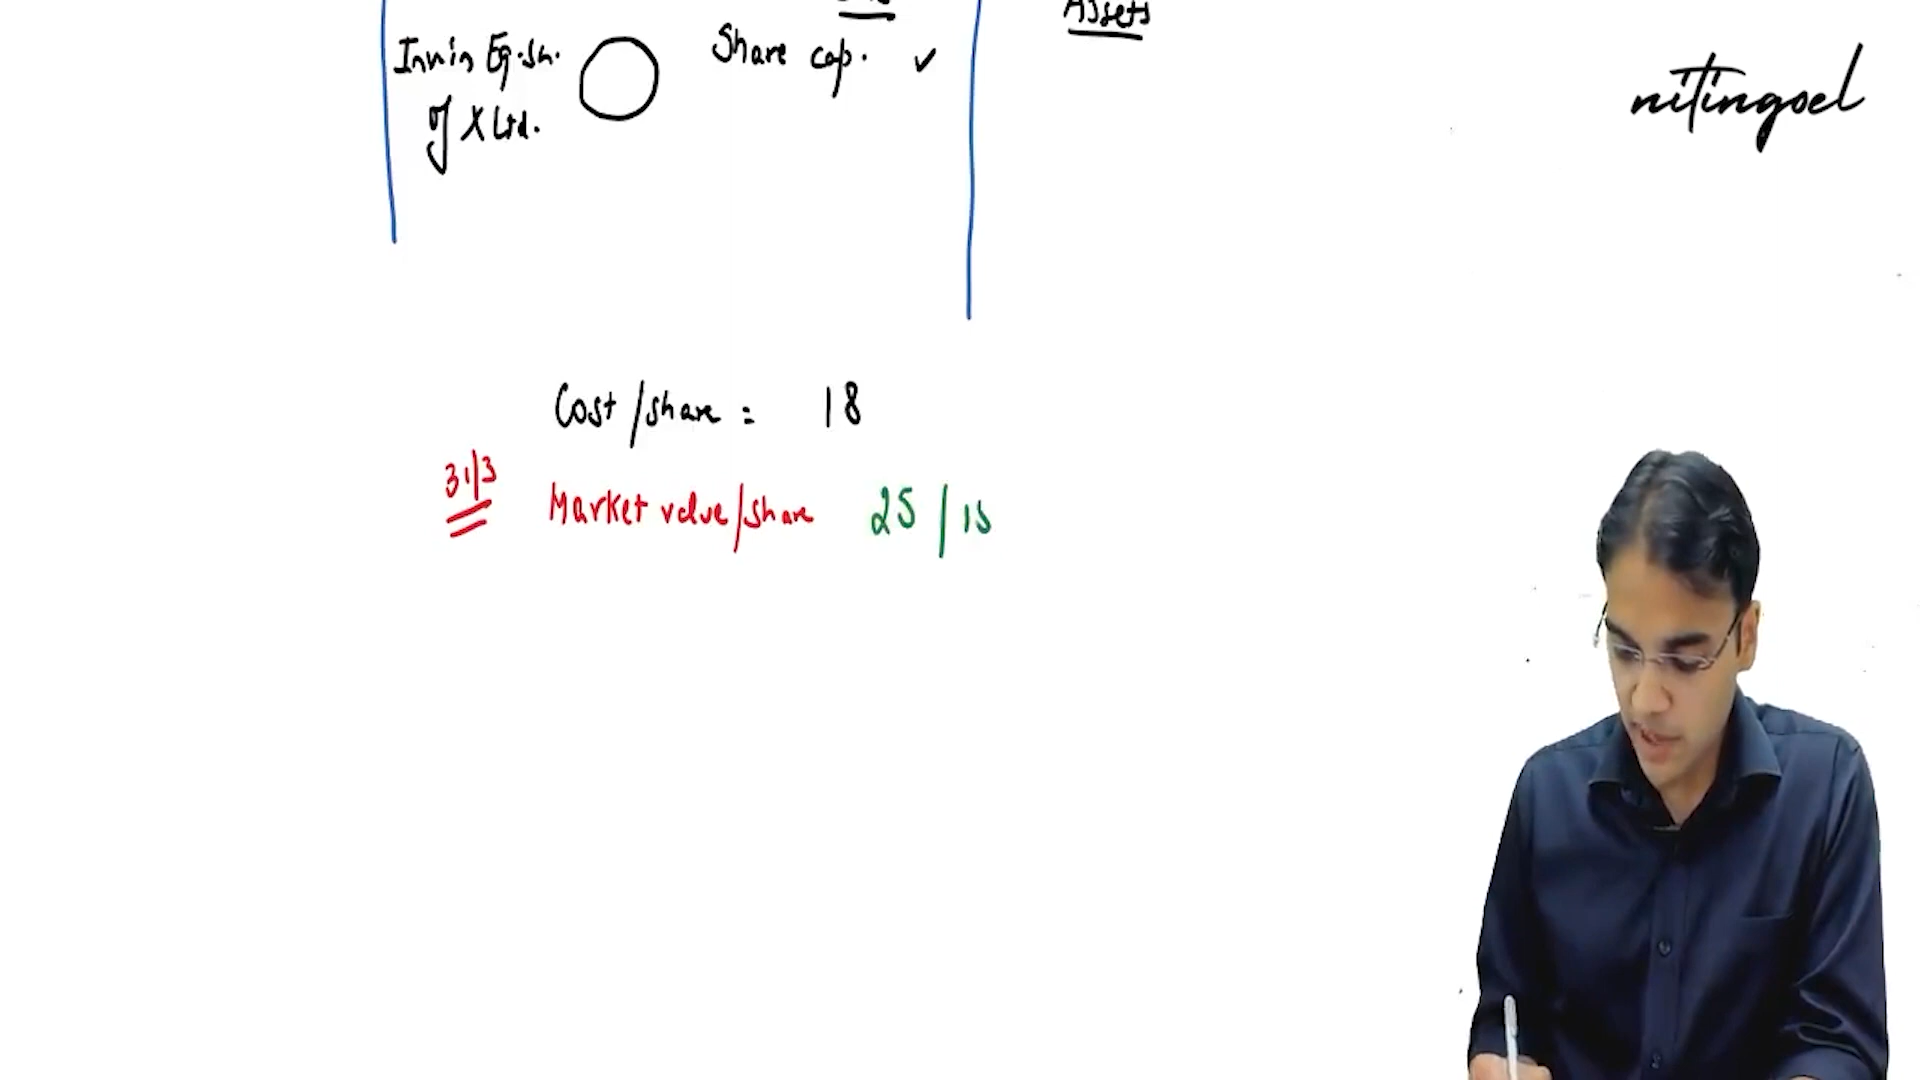 Assets
Inv. in Eq. sh. Share cap. ✓
of X Ltd.
nitingoel
Cost/share = 18
31/3 Market value/share 25 / 15